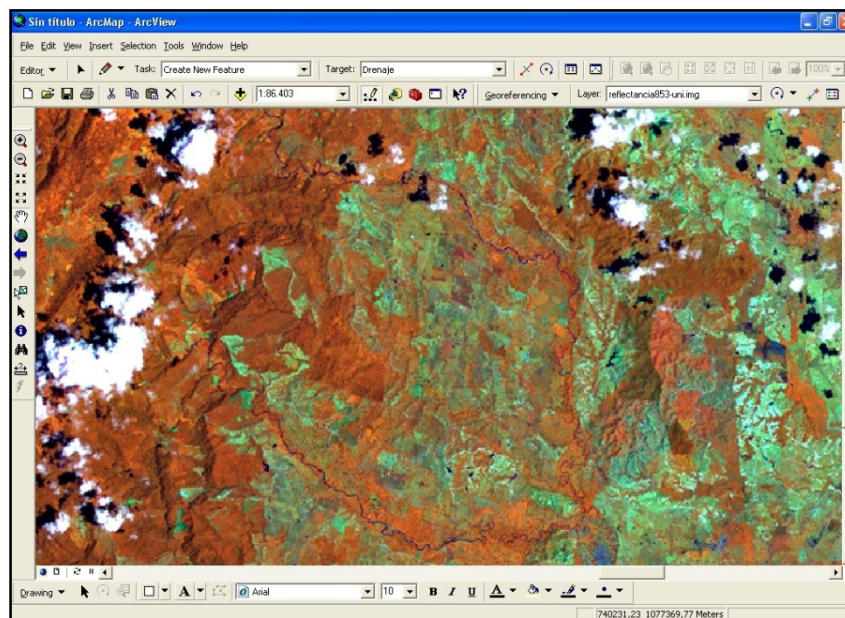 Sin título - ArcMap - ArcView
File Edit View Insert Selection Tools Window Help
Editor Task: Create New Feature Target: Drenaje 100%
1:86.403 Georeferencing Layer: reflectancia853-uni.img
Drawing A Arial 10 B I U A
740231,23 1077369,77 Meters